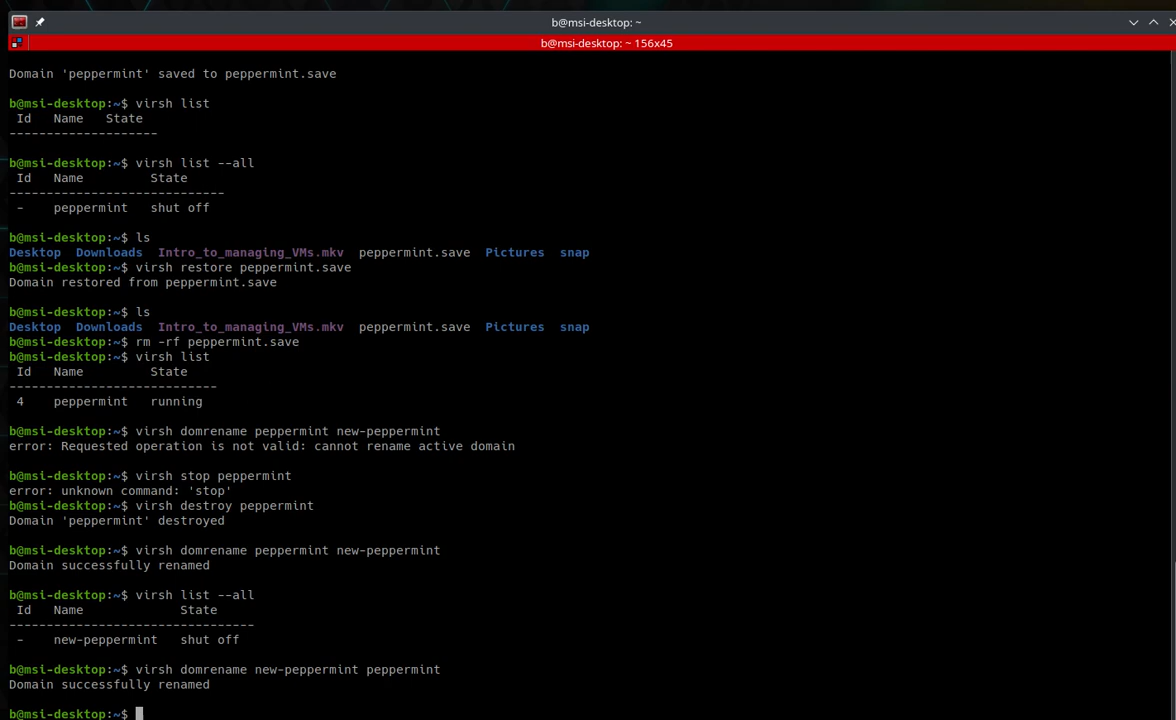 b@msi-desktop: ~
b@msi-desktop: ~ 156x45
Domain 'peppermint' saved to peppermint.save
b@msi-desktop:~$ virsh list
Id Name State
---------------------
b@msi-desktop:~$ virsh list --all
Id Name State
-----------------------------
- peppermint shut off
b@msi-desktop:~$ ls
Desktop Downloads Intro_to_managing_VMs.mkv peppermint.save Pictures snap
b@msi-desktop:~$ virsh restore peppermint.save
Domain restored from peppermint.save
b@msi-desktop:~$ ls
Desktop Downloads Intro_to_managing_VMs.mkv peppermint.save Pictures snap
b@msi-desktop:~$ rm -rf peppermint.save
b@msi-desktop:~$ virsh list
Id Name State
----------------------------
4 peppermint running
b@msi-desktop:~$ virsh domrename peppermint new-peppermint
error: Requested operation is not valid: cannot rename active domain
b@msi-desktop:~$ virsh stop peppermint
error: unknown command: 'stop'
b@msi-desktop:~$ virsh destroy peppermint
Domain 'peppermint' destroyed
b@msi-desktop:~$ virsh domrename peppermint new-peppermint
Domain successfully renamed
b@msi-desktop:~$ virsh list --all
Id Name State
---------------------------------
- new-peppermint shut off
b@msi-desktop:~$ virsh domrename new-peppermint peppermint
Domain successfully renamed
b@msi-desktop:~$